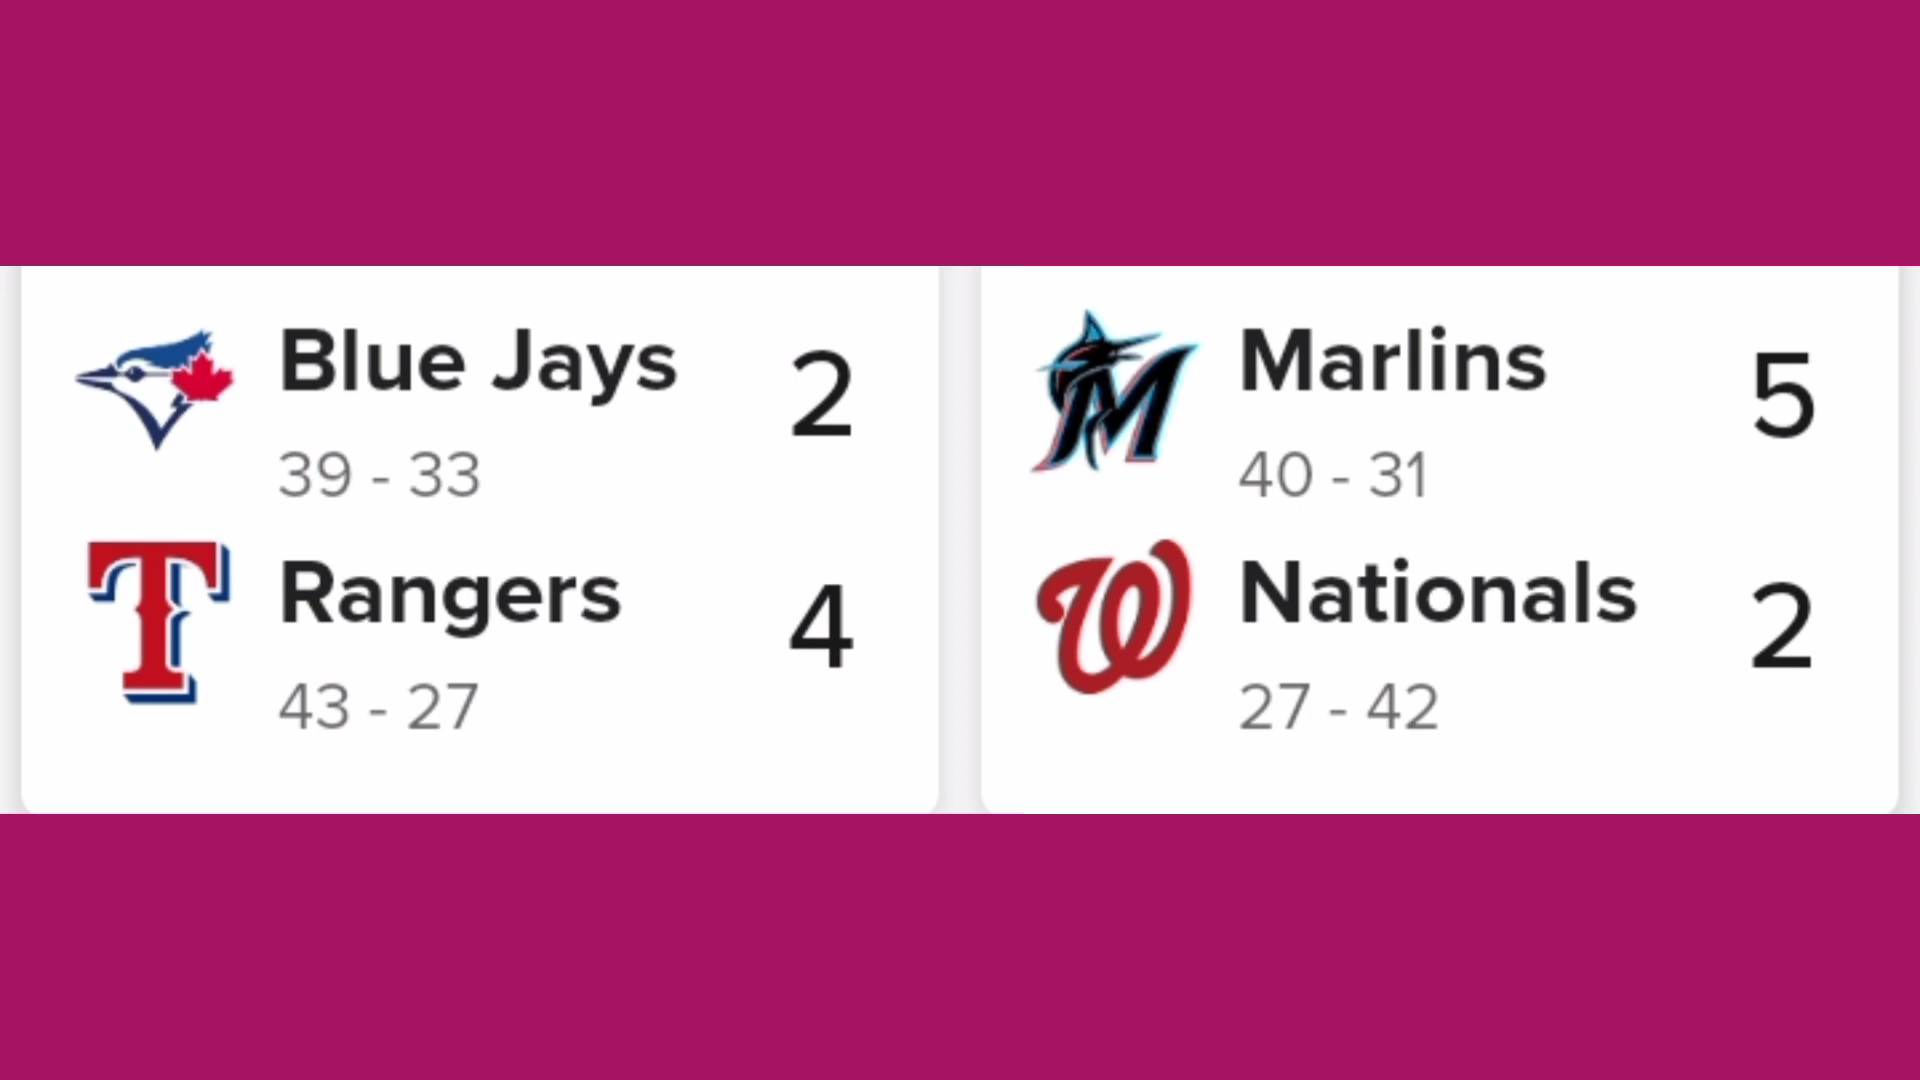 Blue Jays 2
39 - 33
Rangers 4
43 - 27
Marlins 5
40 - 31
Nationals 2
27 - 42